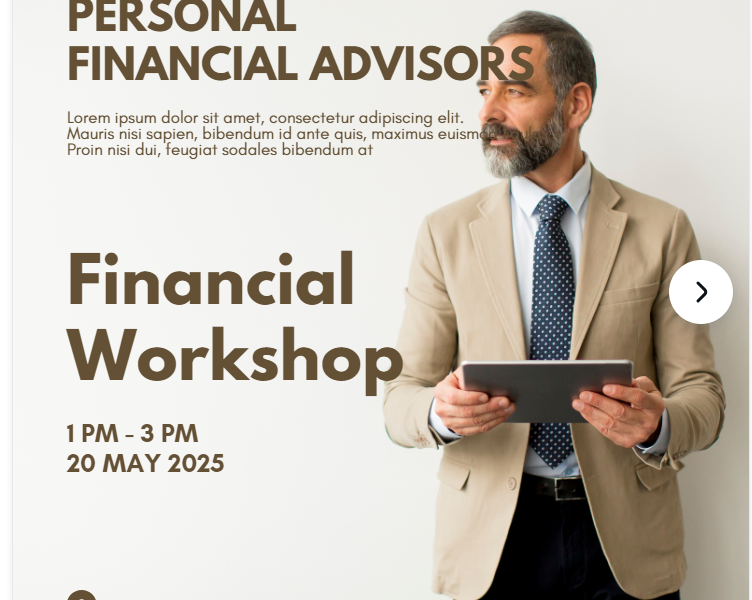 PERSONAL
FINANCIAL ADVISORS
Lorem ipsum dolor sit amet, consectetur adipiscing elit.
Mauris nisi sapien, bibendum id ante quis, maximus
Proin nisi dui, feugiat sodales bibendum at
Financial
Workshop
1 PM - 3 PM
20 MAY 2025